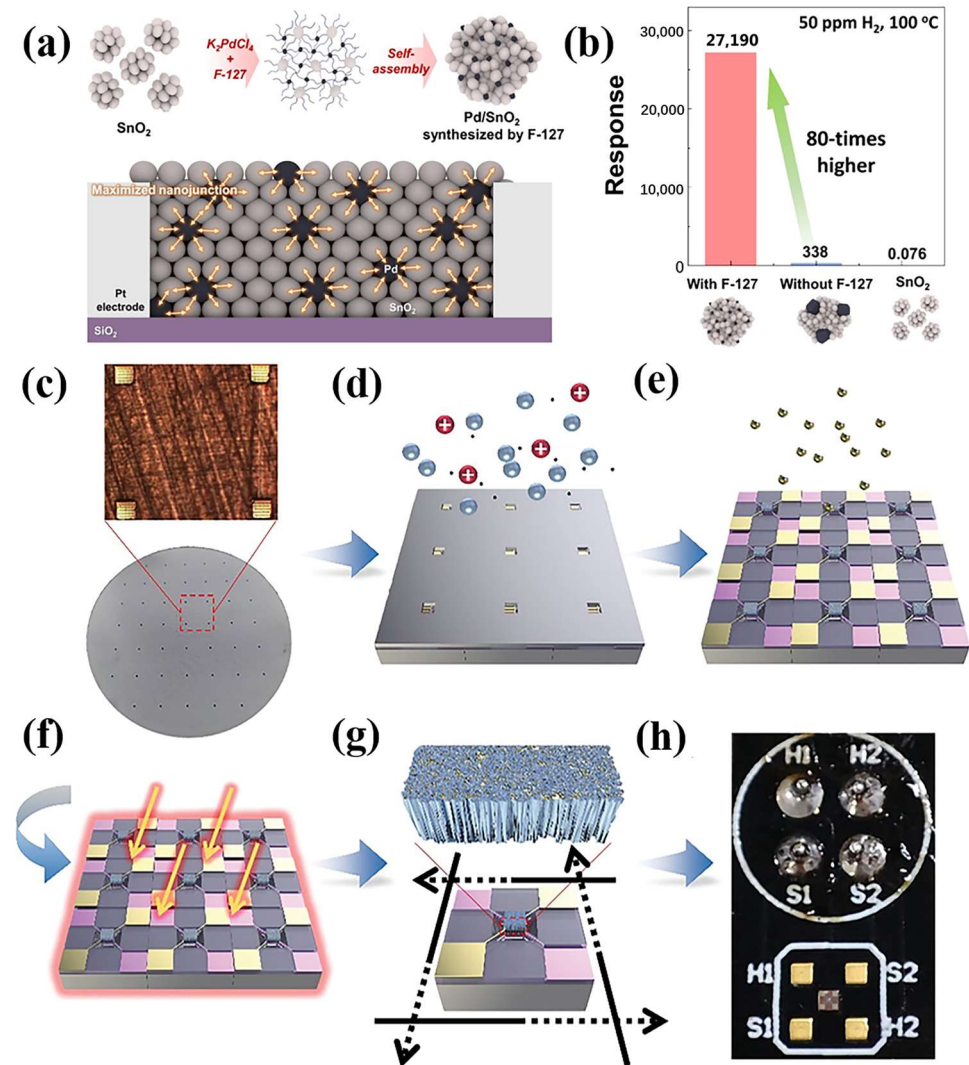 (a)
K₂PdCl₄
+
F-127
Self-
assembly
SnO₂
Pd/SnO₂
synthesized by F-127
Maximized nanojunction
Pd
Pt
electrode
SnO₂
SiO₂
(b)
50 ppm H₂, 100 °C
Response
30,000
20,000
10,000
0
27,190
80-times
higher
338
0.076
With F-127
Without F-127
SnO₂
(c)
(d)
+
+
+
+
(e)
(f)
(g)
(h)
H1 H2
S1 S2
H1 S2
S1 H2